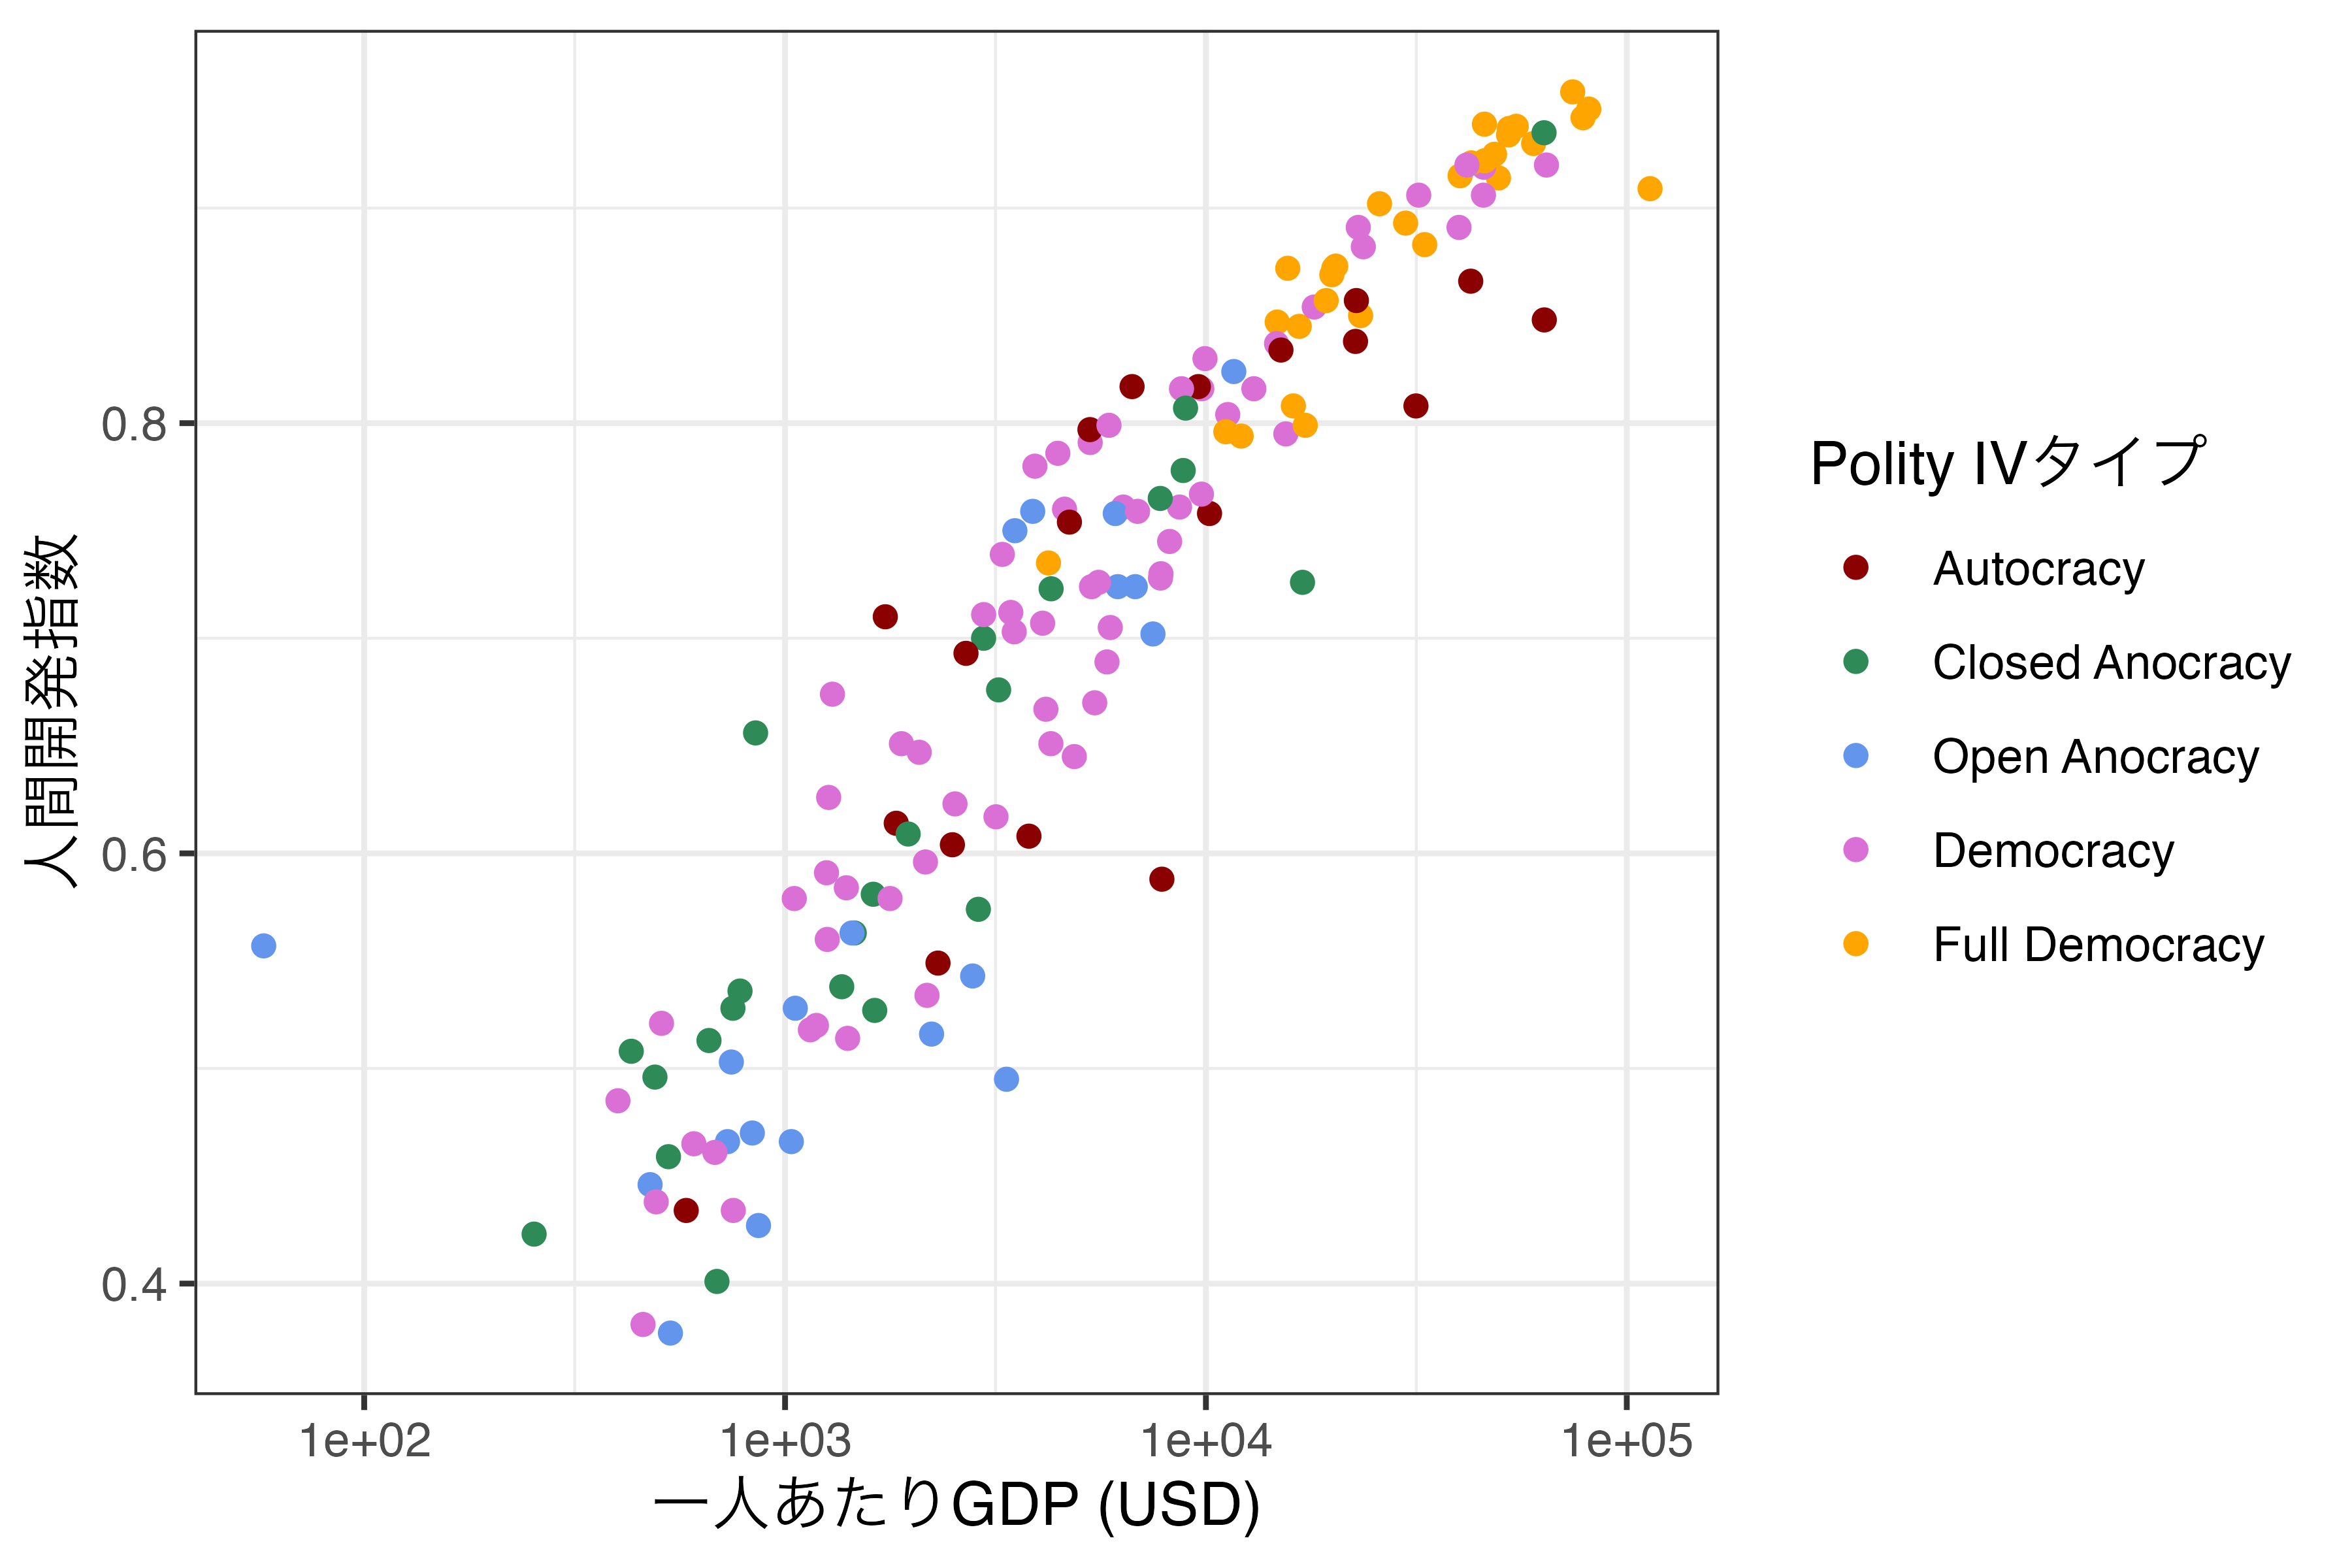 人間開発指数
0.8
0.6
0.4
1e+02
1e+03
1e+04
1e+05
一人あたりGDP (USD)
Polity IVタイプ
Autocracy
Closed Anocracy
Open Anocracy
Democracy
Full Democracy